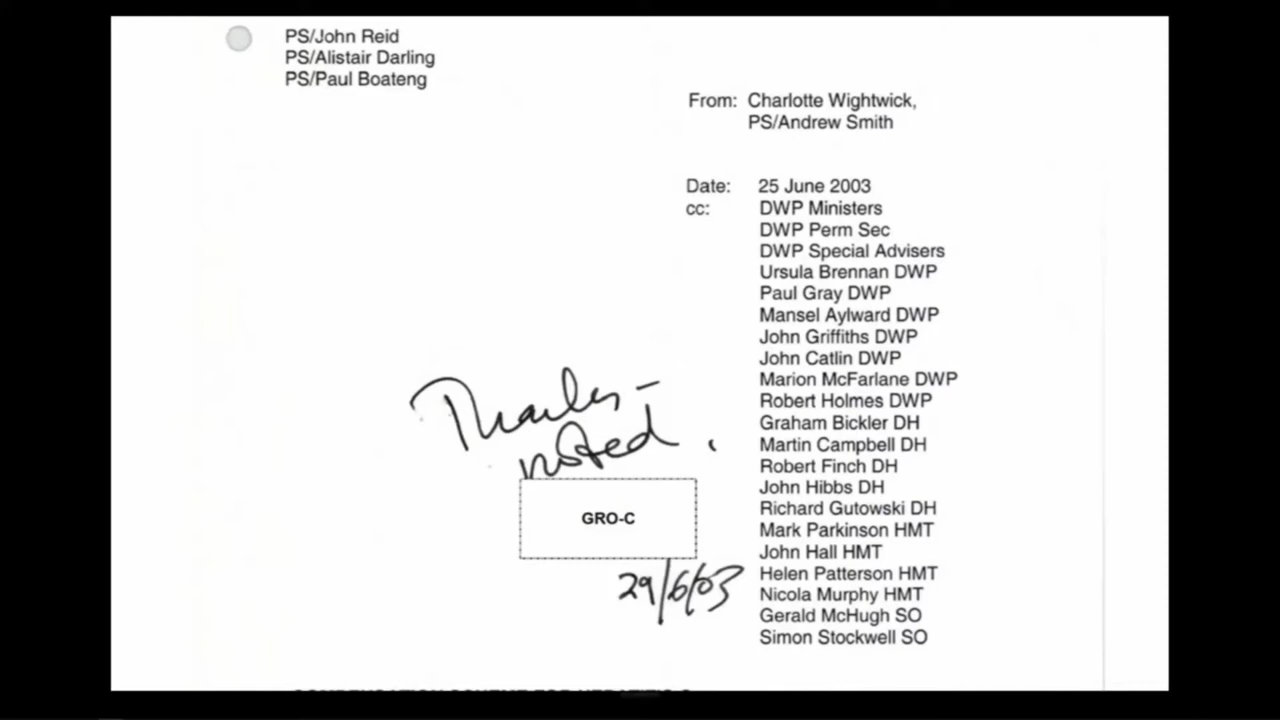 PS/John Reid
PS/Alistair Darling
PS/Paul Boateng
From: Charlotte Wightwick,
PS/Andrew Smith
Date: 25 June 2003
cc: DWP Ministers
DWP Perm Sec
DWP Special Advisers
Ursula Brennan DWP
Paul Gray DWP
Mansel Aylward DWP
John Griffiths DWP
John Catlin DWP
Marion McFarlane DWP
Robert Holmes DWP
Graham Bickler DH
Martin Campbell DH
Robert Finch DH
John Hibbs DH
Richard Gutowski DH
Mark Parkinson HMT
John Hall HMT
Helen Patterson HMT
Nicola Murphy HMT
Gerald McHugh SO
Simon Stockwell SO
Thanks -
noted.
GRO-C
29/6/03